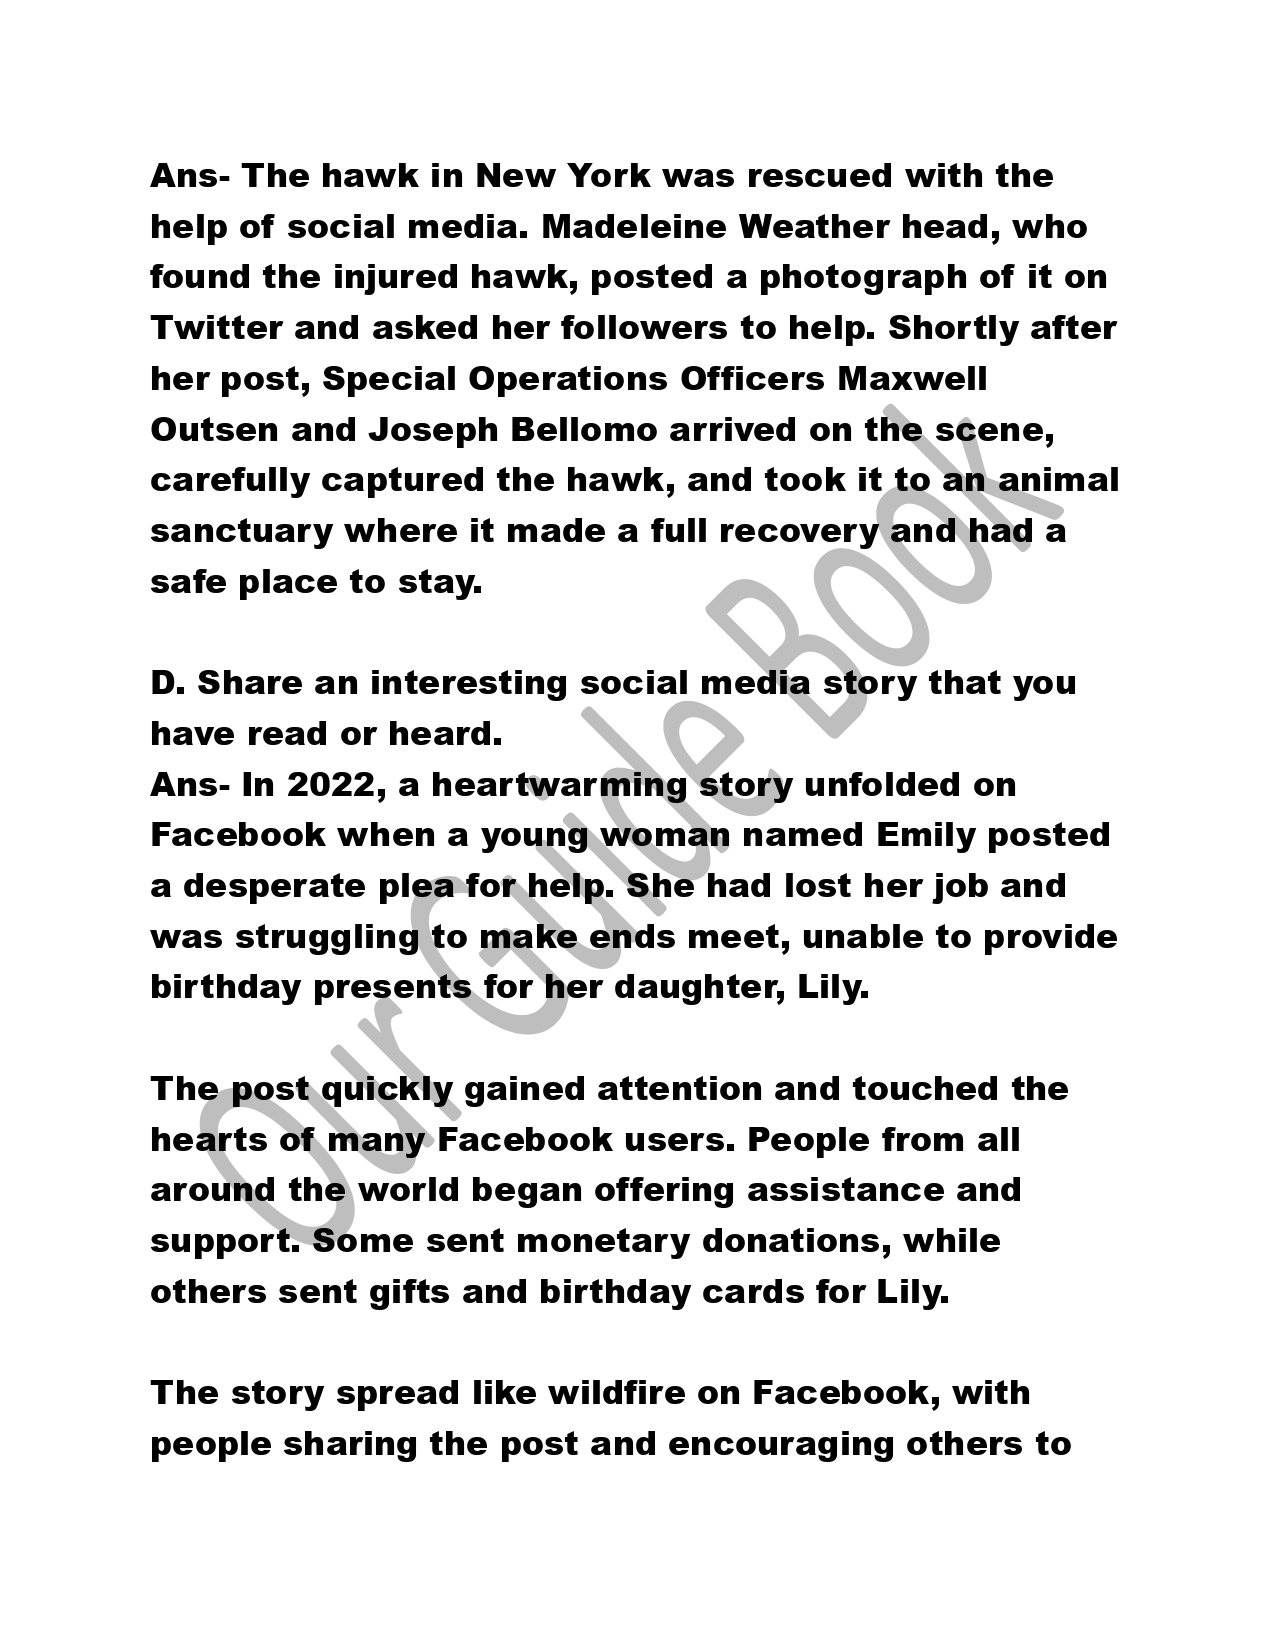 Ans- The hawk in New York was rescued with the
help of social media. Madeleine Weather head, who
found the injured hawk, posted a photograph of it on
Twitter and asked her followers to help. Shortly after
her post, Special Operations Officers Maxwell
Outsen and Joseph Bellomo arrived on the scene,
carefully captured the hawk, and took it to an animal
sanctuary where it made a full recovery and had a
safe place to stay.
D. Share an interesting social media story that you
have read or heard.
Ans- In 2022, a heartwarming story unfolded on
Facebook when a young woman named Emily posted
a desperate plea for help. She had lost her job and
was struggling to make ends meet, unable to provide
birthday presents for her daughter, Lily.
The post quickly gained attention and touched the
hearts of many Facebook users. People from all
around the world began offering assistance and
support. Some sent monetary donations, while
others sent gifts and birthday cards for Lily.
The story spread like wildfire on Facebook, with
people sharing the post and encouraging others to
Our Guide Book